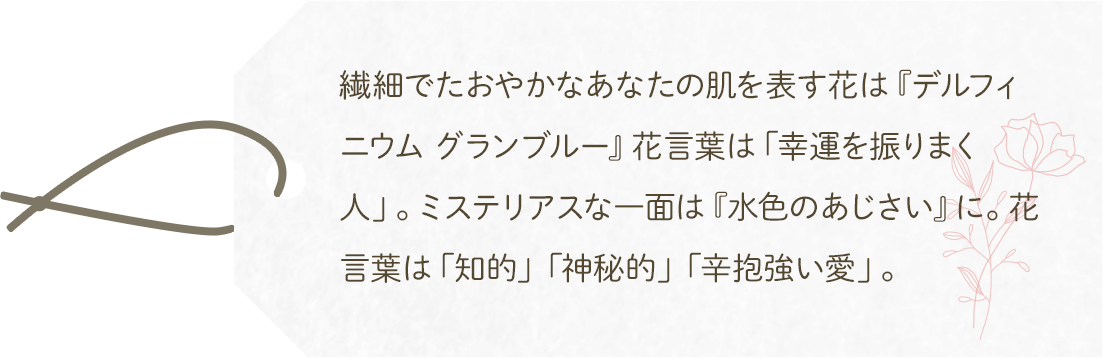 繊細でたおやかなあなたの肌を表す花は『デルフィ
ニウム グランブルー』花言葉は「幸運を振りまく
人」。ミステリアスな一面は『水色のあじさい』に。花
言葉は「知的」「神秘的」「辛抱強い愛」。